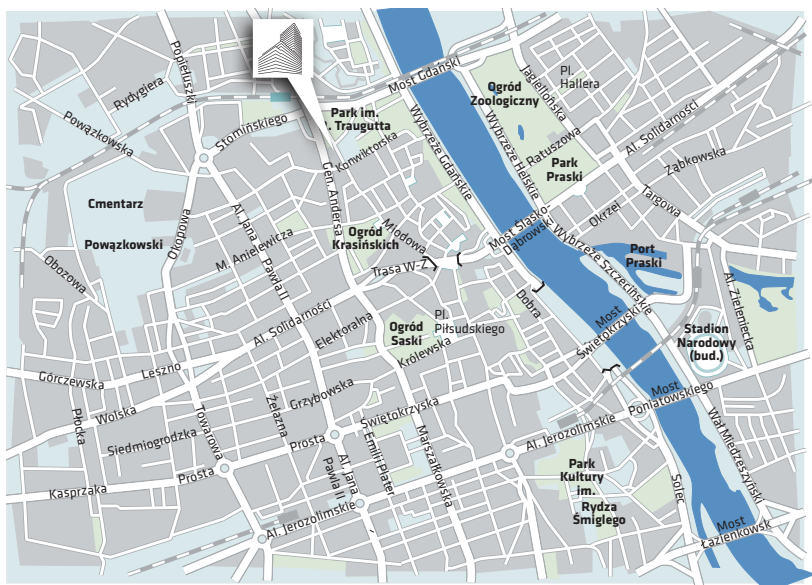 Popiełuszki
Rydygiera
Powązkowska
Stomińskiego
Park im.
. Traugutta
Konwiktorska
Most Gdański
Ogród
Zoologiczny
Jagiellońska
Pl.
Hallera
Al. Solidarności
Ratuszowa
Park
Praski
Ząbkowska
Targowa
Wybrzeże Gdańskie
Wybrzeże Helskie
Cmentarz
Powązkowski
Okopowa
Obozowa
Al. Jana
Pawła II
M. Anielewicza
Gen. Andersa
Ogród
Krasińskich
Miodowa
Trasa W-Z
Most Śląsko-
Dąbrowski
Okrzei
Wybrzeże Szczecińskie
Port
Praski
Al. Zieleniecka
Dobra
Al. Solidarności
Elektoralna
Ogród
Saski
Pl.
Piłsudskiego
Królewska
Most
Świętokrzyski
Stadion
Narodowy
(bud.)
Górczewska
Leszno
Wolska
Płocka
Siedmiogrodzka
Towarowa
Żelazna
Grzybowska
Świętokrzyska
Prosta
Prosta
Kasprzaka
Al. Jana
Pawła II
Emilii Plater
Marszałkowska
Al. Jerozolimskie
Al. Jerozolimskie
Most
Poniatowskiego
Park
Kultury
im.
Rydza
Śmigłego
Solec
Wał Miedzeszyński
Most
Łazienkowsk